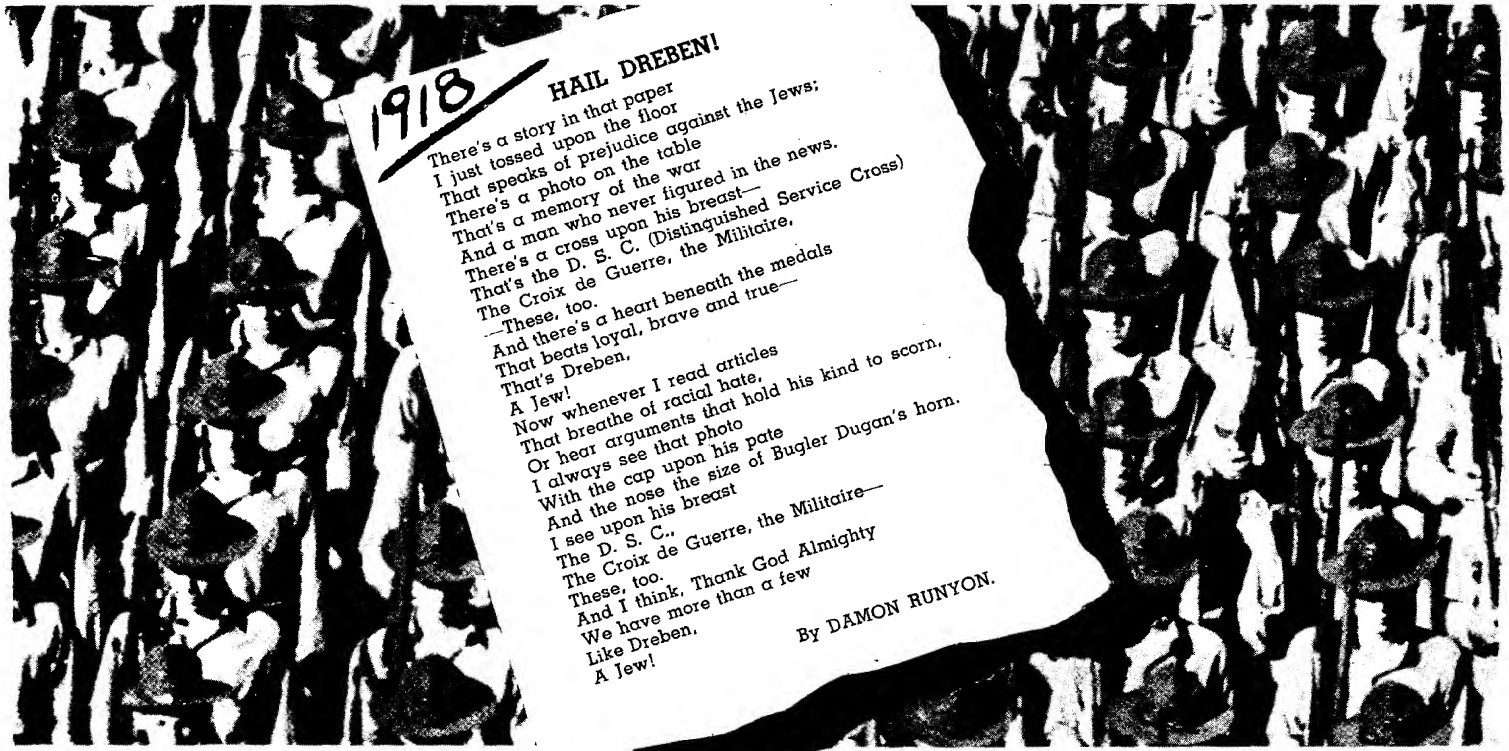 1918
HAIL DREBEN!
There's a story in that paper
I just tossed upon the floor
That speaks of prejudice against the Jews;
There's a photo on the table
That's a memory of the war
And a man who never figured in the news.
There's a cross upon his breast—
That's the D. S. C. (Distinguished Service Cross)
The Croix de Guerre, the Militaire,
—These, too.
And there's a heart beneath the medals
That beats loyal, brave and true—
That's Dreben,
A Jew!
Now whenever I read articles
That breathe of racial hate,
Or hear arguments that hold his kind to scorn,
I always see that photo
With the cap upon his pate
And the nose the size of Bugler Dugan's horn.
I see upon his breast
The D. S. C.,
The Croix de Guerre, the Militaire—
These, too.
And I think, Thank God Almighty
We have more than a few
Like Dreben,
A Jew!
By DAMON RUNYON.